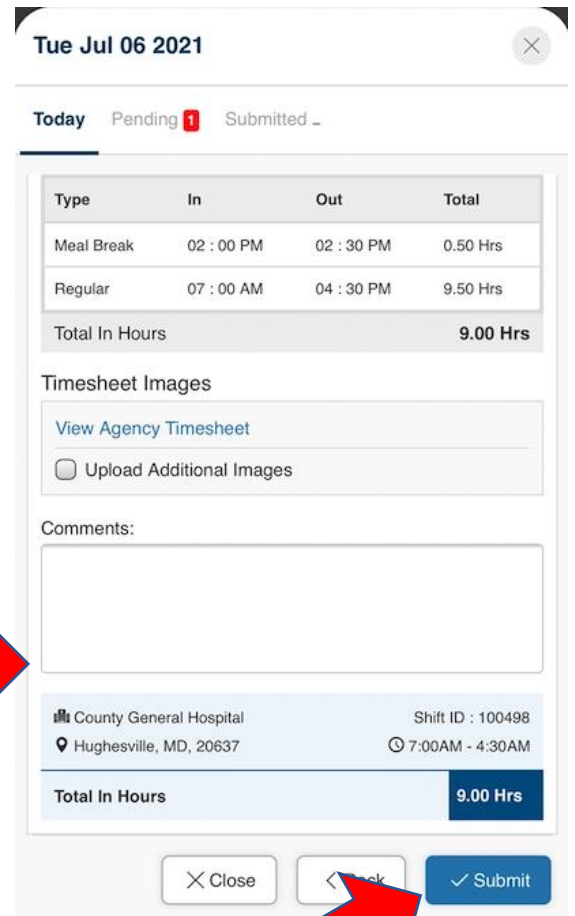 Tue Jul 06 2021
Today Pending 1 Submitted
Type In Out Total
Meal Break 02 : 00 PM 02 : 30 PM 0.50 Hrs
Regular 07 : 00 AM 04 : 30 PM 9.50 Hrs
Total In Hours 9.00 Hrs
Timesheet Images
View Agency Timesheet
Upload Additional Images
Comments:
County General Hospital Shift ID : 100498
Hughesville, MD, 20637 7:00AM - 4:30AM
Total In Hours 9.00 Hrs
Close Back Submit